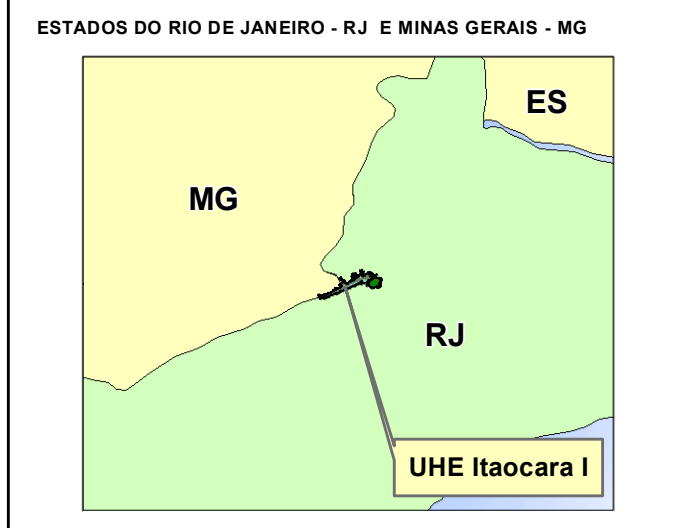 ESTADOS DO RIO DE JANEIRO - RJ E MINAS GERAIS - MG
ES
MG
RJ
UHE Itaocara I